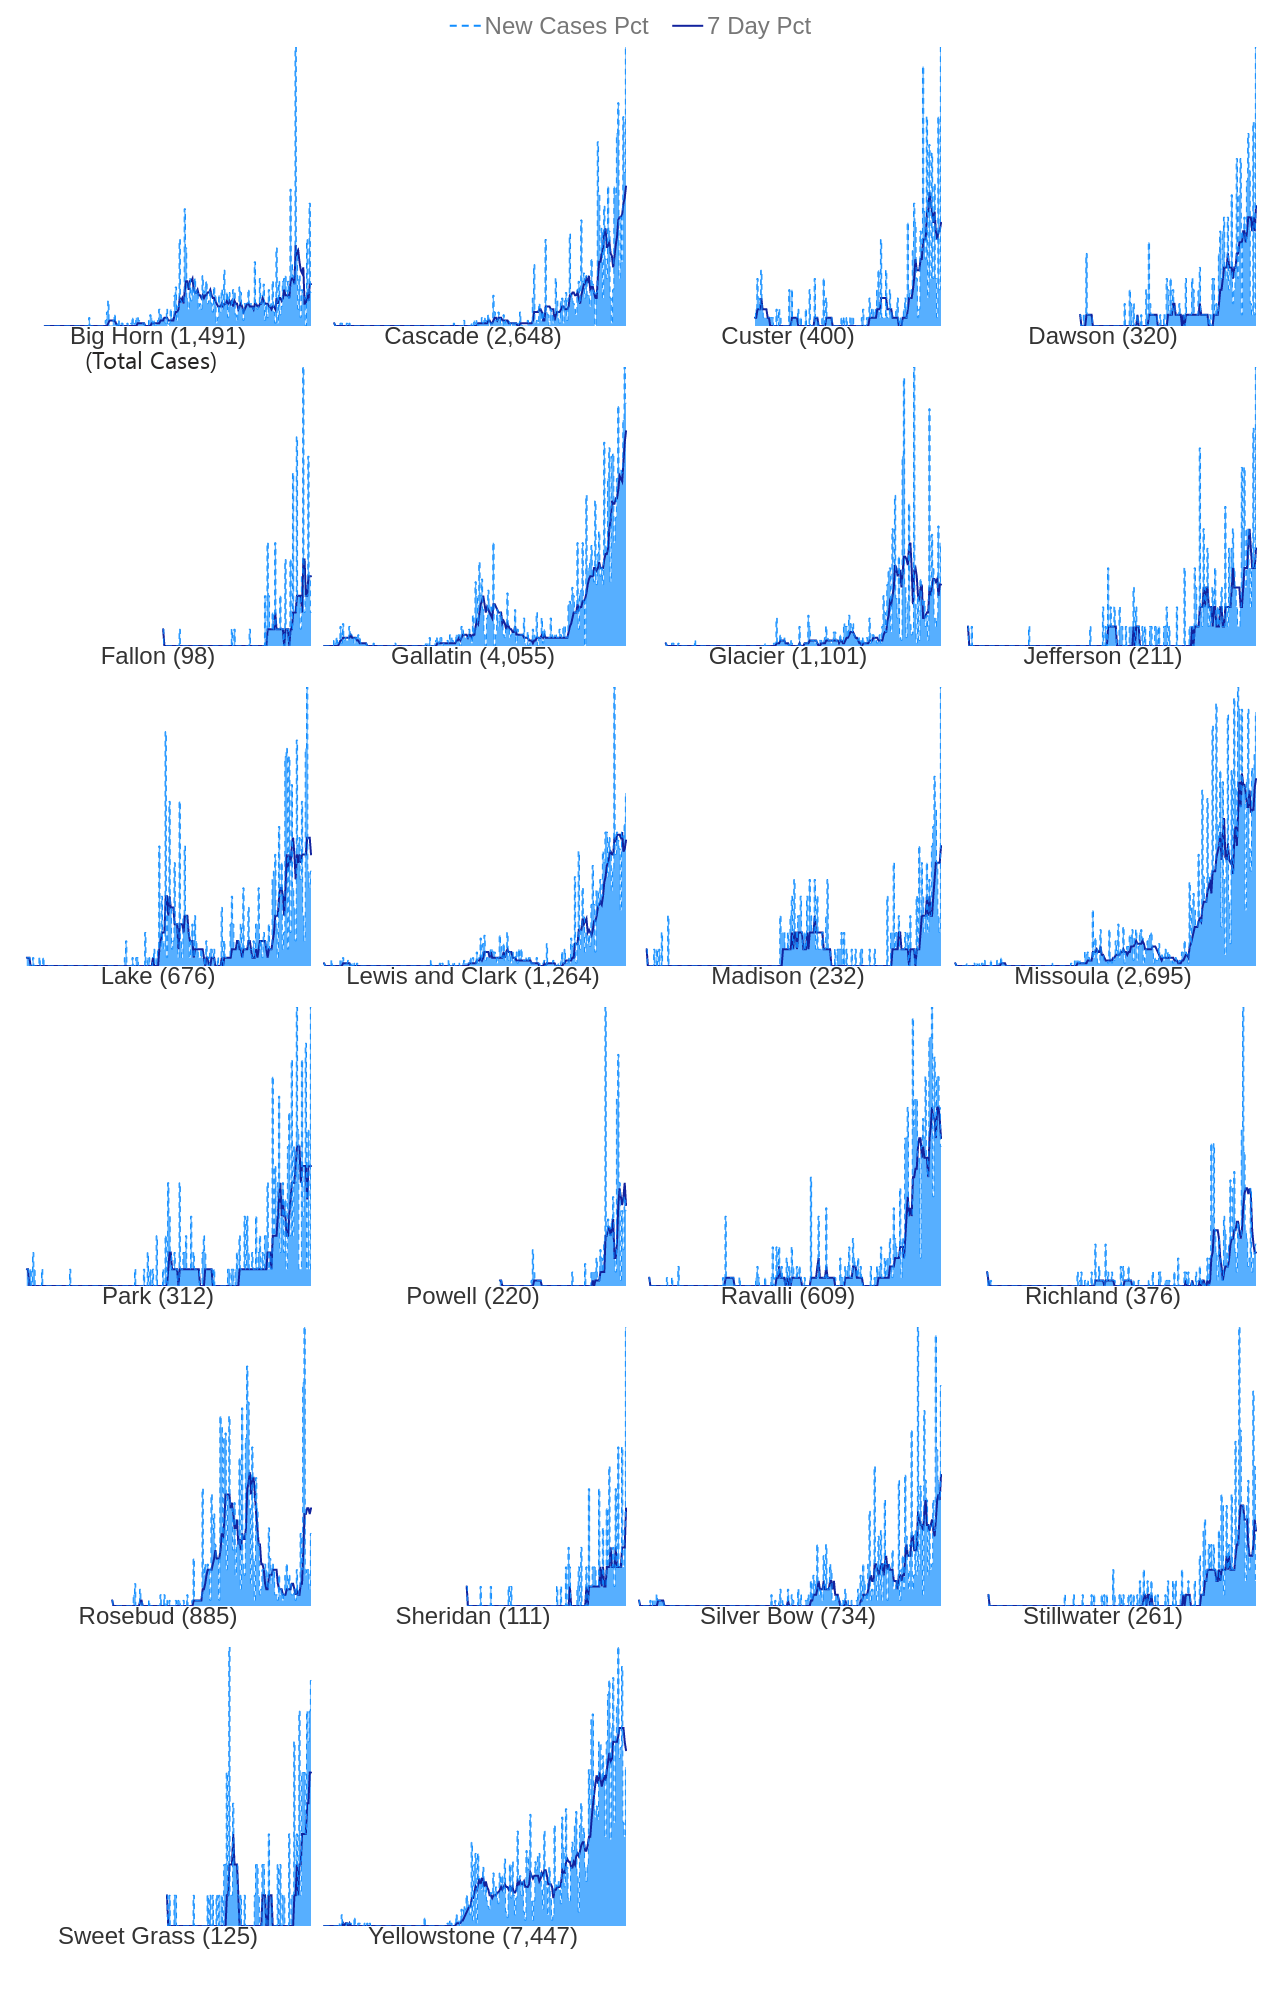 New Cases Pct 7 Day Pct
Big Horn (1,491) Cascade (2,648) Custer (400) Dawson (320)
(Total Cases)
Fallon (98) Gallatin (4,055) Glacier (1,101) Jefferson (211)
Lake (676) Lewis and Clark (1,264) Madison (232) Missoula (2,695)
Park (312) Powell (220) Ravalli (609) Richland (376)
Rosebud (885) Sheridan (111) Silver Bow (734) Stillwater (261)
Sweet Grass (125) Yellowstone (7,447)